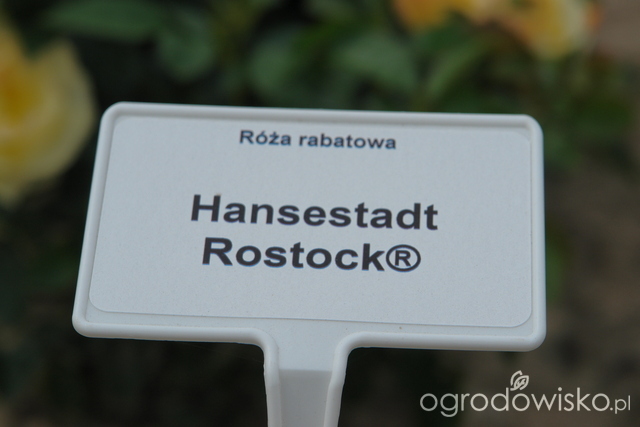 Róża rabatowa
Hansestadt
Rostock®
ogrodowisko.pl